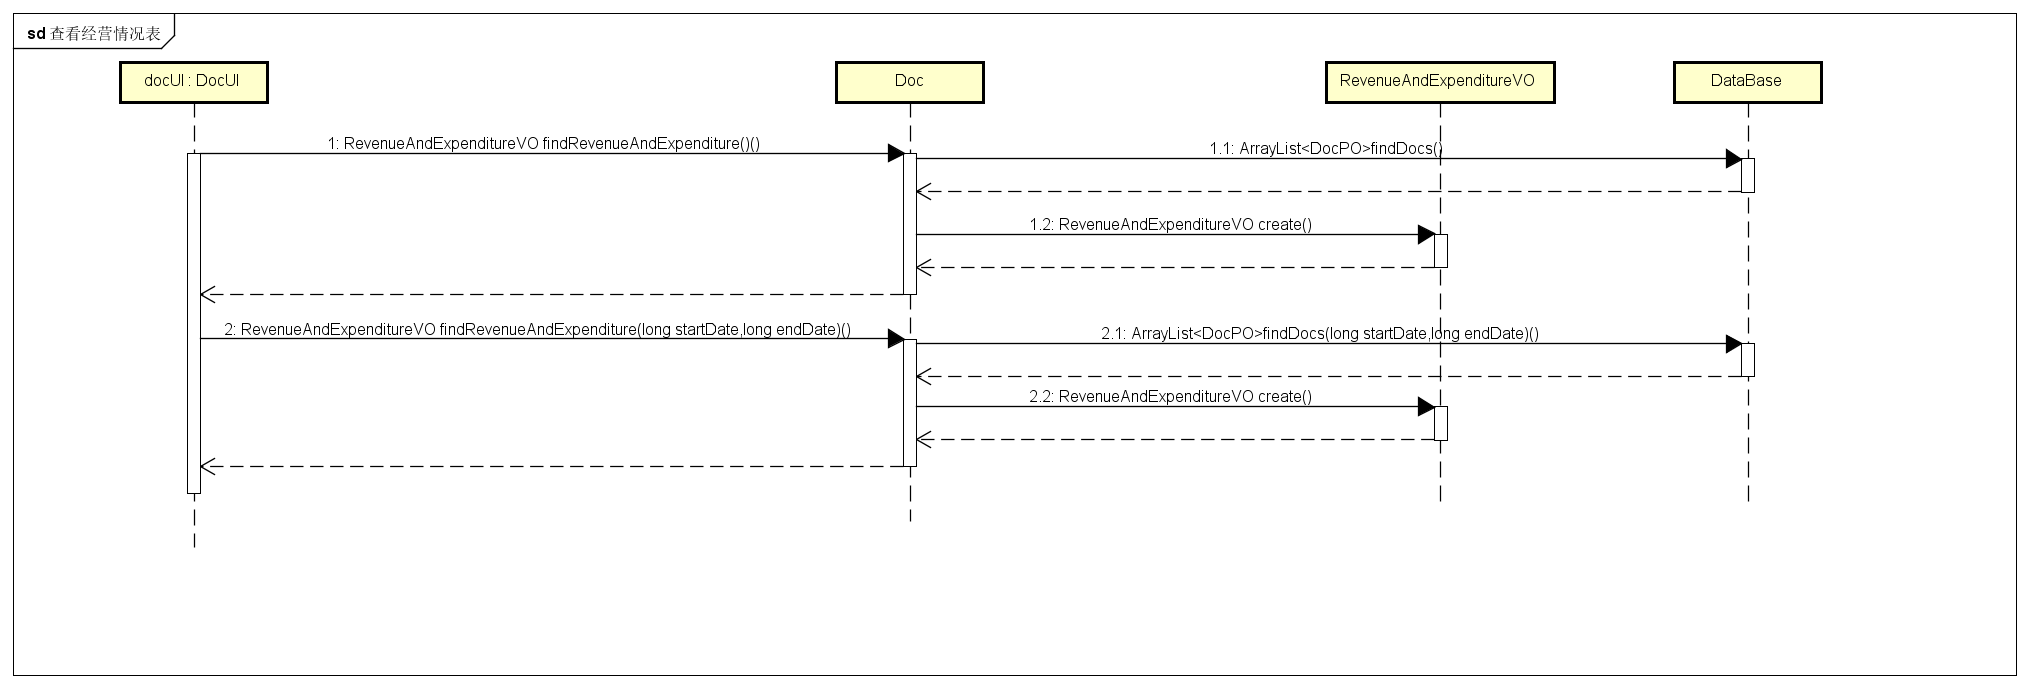 sd 查看经营情况表
docUI : DocUI
Doc
RevenueAndExpenditureVO
DataBase
1: RevenueAndExpenditureVO findRevenueAndExpenditure()()
1.1: ArrayList<DocPO>findDocs()
1.2: RevenueAndExpenditureVO create()
2: RevenueAndExpenditureVO findRevenueAndExpenditure(long startDate,long endDate)()
2.1: ArrayList<DocPO>findDocs(long startDate,long endDate)()
2.2: RevenueAndExpenditureVO create()